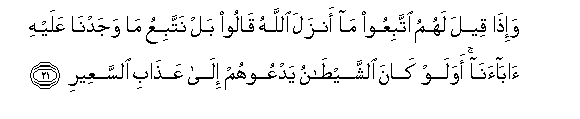 وَإِذَا قِيلَ لَهُمُ ٱتَّبِعُوا۟ مَآ أَنزَلَ ٱللَّهُ قَالُوا۟ بَلْ نَتَّبِعُ مَا وَجَدْنَا عَلَيْهِ
ءَابَآءَنَآ ۚ أَوَلَوْ كَانَ ٱلشَّيْطَـٰنُ يَدْعُوهُمْ إِلَىٰ عَذَابِ ٱلسَّعِيرِ ٢١